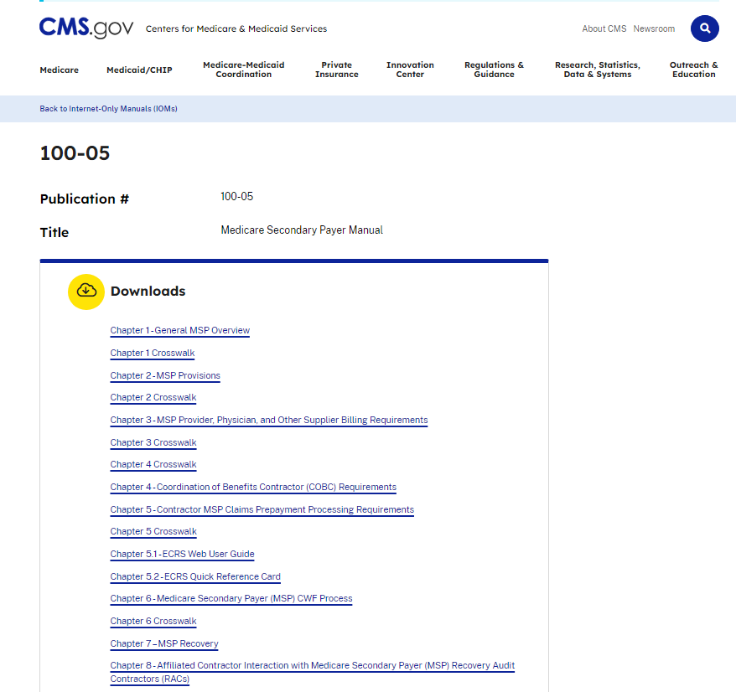 CMS.gov Centers for Medicare & Medicaid Services
About CMS Newsroom
Medicare
Medicaid/CHIP
Medicare-Medicaid
Coordination
Private
Insurance
Innovation
Center
Regulations &
Guidance
Research, Statistics,
Data & Systems
Outreach &
Education
Back to Internet-Only Manuals (IOMs)
100-05
Publication # 100-05
Title Medicare Secondary Payer Manual
Downloads
Chapter 1 - General MSP Overview
Chapter 1 Crosswalk
Chapter 2 - MSP Provisions
Chapter 2 Crosswalk
Chapter 3 - MSP Provider, Physician, and Other Supplier Billing Requirements
Chapter 3 Crosswalk
Chapter 4 Crosswalk
Chapter 4 - Coordination of Benefits Contractor (COBC) Requirements
Chapter 5 - Contractor MSP Claims Prepayment Processing Requirements
Chapter 5 Crosswalk
Chapter 5.1 - ECRS Web User Guide
Chapter 5.2 - ECRS Quick Reference Card
Chapter 6 - Medicare Secondary Payer (MSP) CWF Process
Chapter 6 Crosswalk
Chapter 7 – MSP Recovery
Chapter 8 - Affiliated Contractor Interaction with Medicare Secondary Payer (MSP) Recovery Audit
Contractors (RACs)